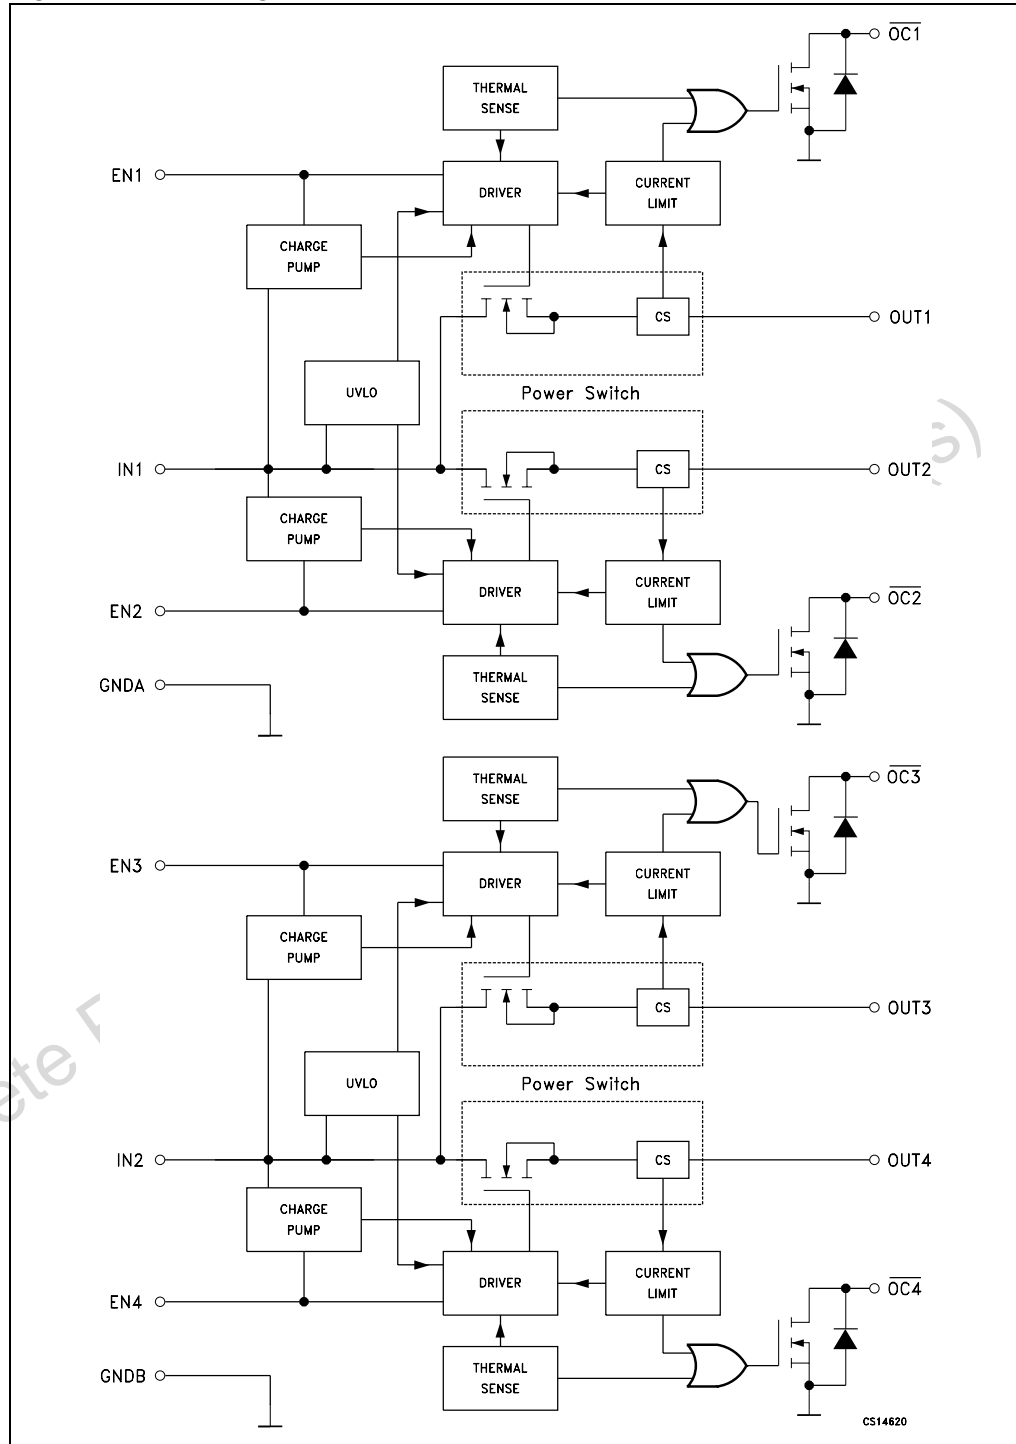 OC1
THERMAL
SENSE
EN1
DRIVER
CURRENT
LIMIT
CHARGE
PUMP
CS
OUT1
UVLO
Power Switch
IN1
CS
OUT2
CHARGE
PUMP
DRIVER
CURRENT
LIMIT
OC2
EN2
GNDA
THERMAL
SENSE
THERMAL
SENSE
OC3
EN3
DRIVER
CURRENT
LIMIT
CHARGE
PUMP
CS
OUT3
UVLO
Power Switch
IN2
CS
OUT4
CHARGE
PUMP
DRIVER
CURRENT
LIMIT
OC4
EN4
GNDB
THERMAL
SENSE
CS14620